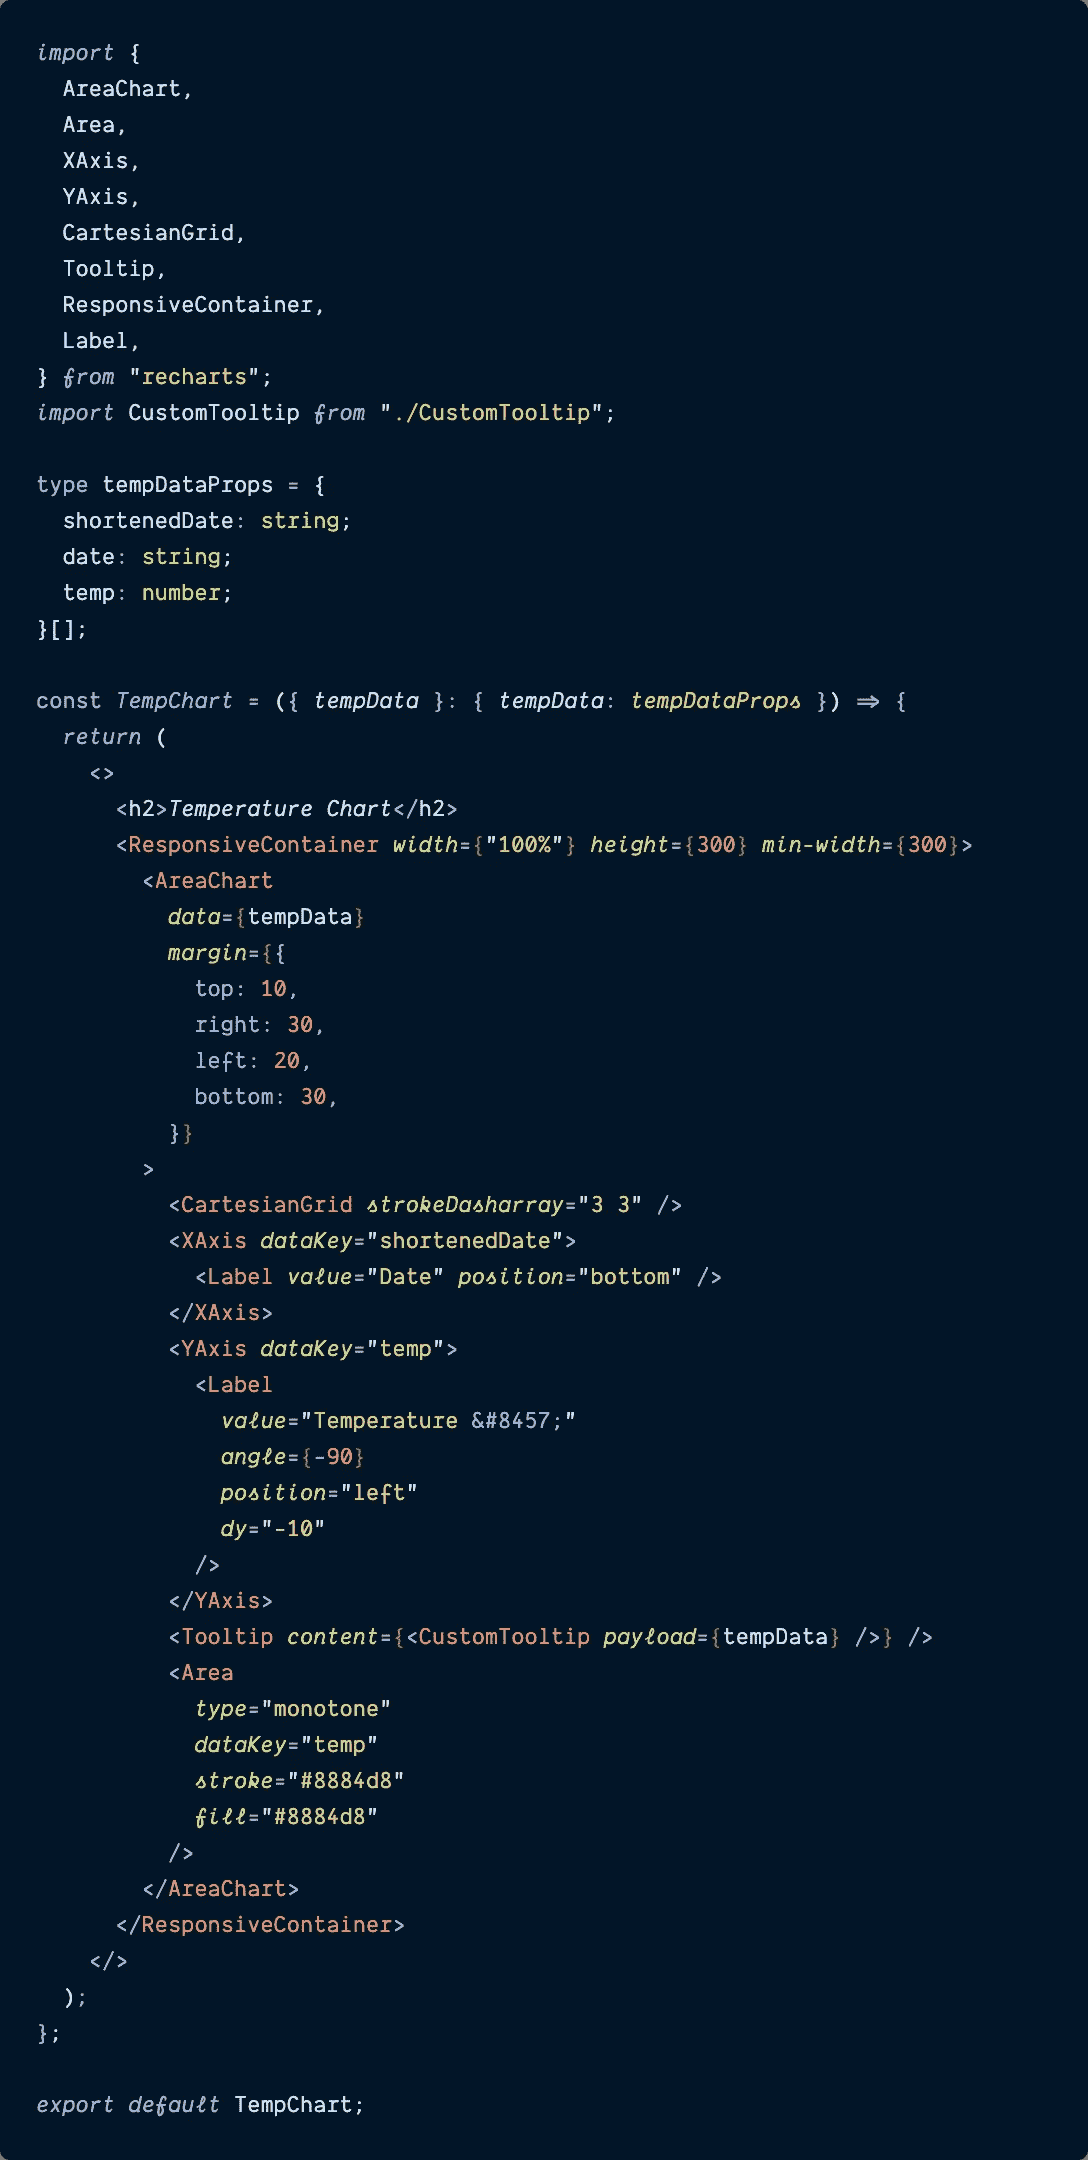 import {
  AreaChart,
  Area,
  XAxis,
  YAxis,
  CartesianGrid,
  Tooltip,
  ResponsiveContainer,
  Label,
} from "recharts";
import CustomTooltip from "./CustomTooltip";

type tempDataProps = {
  shortenedDate: string;
  date: string;
  temp: number;
}[];

const TempChart = ({ tempData }: { tempData: tempDataProps }) => {
  return (
    <>
      <h2>Temperature Chart</h2>
      <ResponsiveContainer width={"100%"} height={300} min-width={300}>
        <AreaChart
          data={tempData}
          margin={{
            top: 10,
            right: 30,
            left: 20,
            bottom: 30,
          }}
        >
          <CartesianGrid strokeDasharray="3 3" />
          <XAxis dataKey="shortenedDate">
            <Label value="Date" position="bottom" />
          </XAxis>
          <YAxis dataKey="temp">
            <Label
              value="Temperature &#8457;"
              angle={-90}
              position="left"
              dy="-10"
            />
          </YAxis>
          <Tooltip content={<CustomTooltip payload={tempData} />} />
          <Area
            type="monotone"
            dataKey="temp"
            stroke="#8884d8"
            fill="#8884d8"
          />
        </AreaChart>
      </ResponsiveContainer>
    </>
  );
};

export default TempChart;